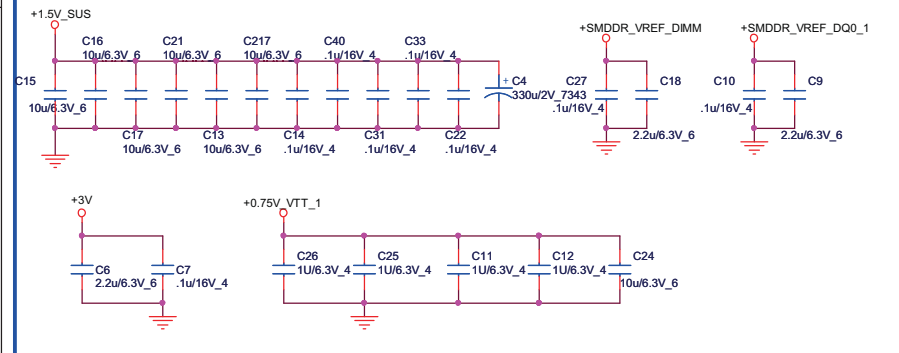 +1.5V_SUS
C16
10u/6.3V_6
C21
10u/6.3V_6
C217
10u/6.3V_6
C40
.1u/16V_4
C33
.1u/16V_4
C15
10u/6.3V_6
C17
10u/6.3V_6
C13
10u/6.3V_6
C14
.1u/16V_4
C31
.1u/16V_4
C22
.1u/16V_4
+
C4
330u/2V_7343
+SMDDR_VREF_DIMM
C27
.1u/16V_4
C18
2.2u/6.3V_6
+SMDDR_VREF_DQ0_1
C10
.1u/16V_4
C9
2.2u/6.3V_6
+3V
C6
2.2u/6.3V_6
C7
.1u/16V_4
+0.75V_VTT_1
C26
1U/6.3V_4
C25
1U/6.3V_4
C11
1U/6.3V_4
C12
1U/6.3V_4
C24
10u/6.3V_6